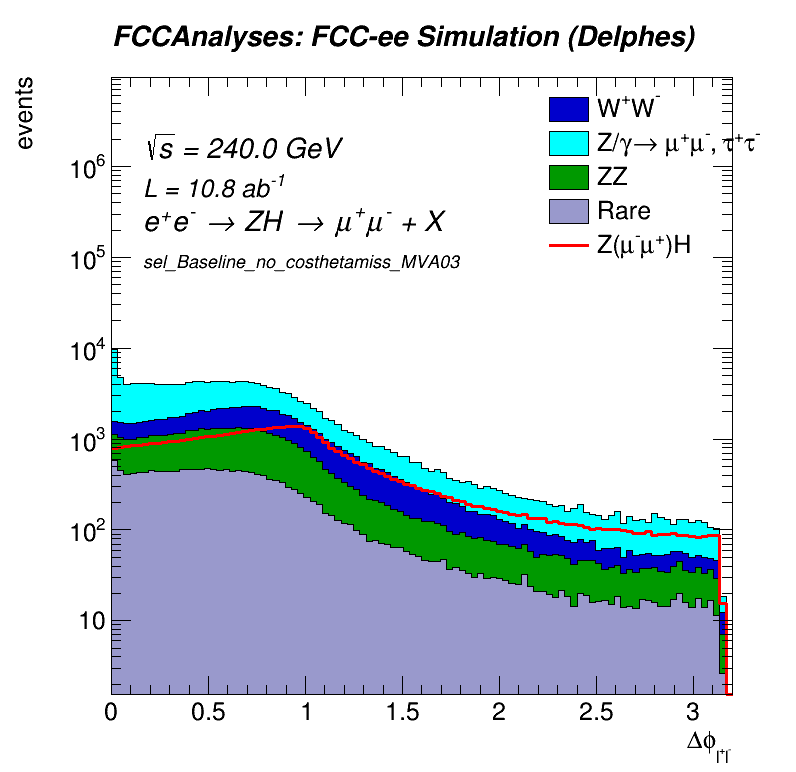 FCCAnalyses: FCC-ee Simulation (Delphes)
events
√s = 240.0 GeV
L = 10.8 ab⁻¹
e⁺e⁻ → ZH → μ⁺μ⁻ + X
sel_Baseline_no_costhetamiss_MVA03
W⁺W⁻
Z/γ→ μ⁺μ⁻, τ⁺τ⁻
ZZ
Rare
Z(μ⁻μ⁺)H
10⁶
10⁵
10⁴
10³
10²
10
0 0.5 1 1.5 2 2.5 3
Δϕ_l⁺l⁻